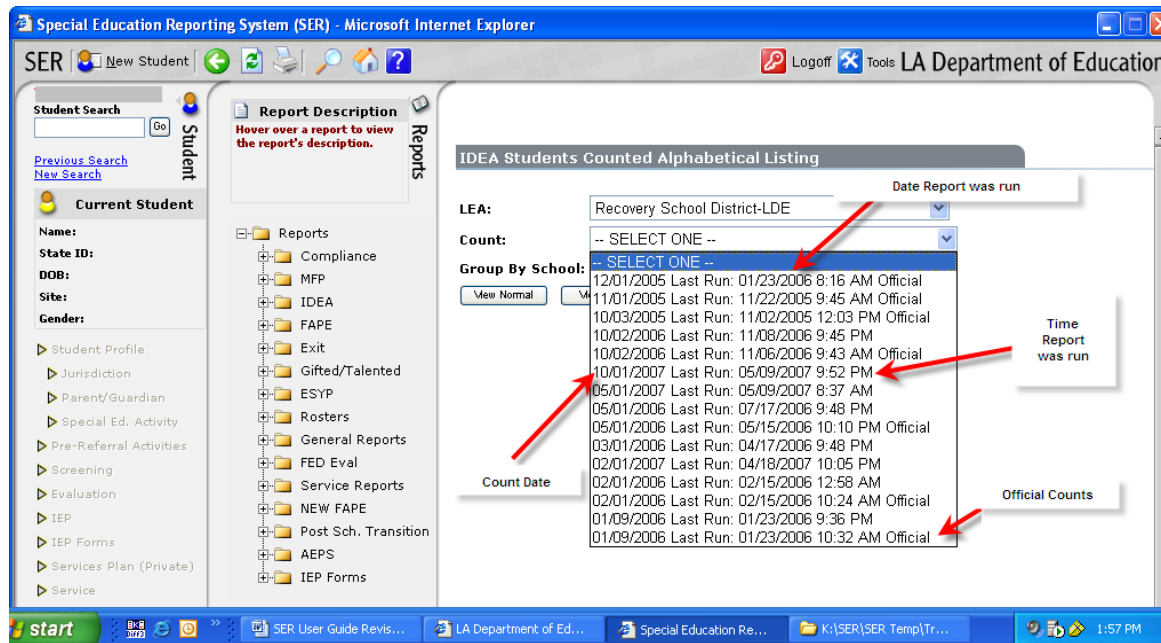 Special Education Reporting System (SER) - Microsoft Internet Explorer
SER New Student ? Logoff Tools LA Department of Education
Student Search
Go
Previous Search
New Search
Student
Current Student
Name:
State ID:
DOB:
Site:
Gender:
Student Profile
Jurisdiction
Parent/Guardian
Special Ed. Activity
Pre-Referral Activities
Screening
Evaluation
IEP
IEP Forms
Services Plan (Private)
Service
Report Description
Hover over a report to view
the report's description.
Reports
Reports
Compliance
MFP
IDEA
FAPE
Exit
Gifted/Talented
ESYP
Rosters
General Reports
FED Eval
Service Reports
NEW FAPE
Post Sch. Transition
AEPS
IEP Forms
IDEA Students Counted Alphabetical Listing
Date Report was run
LEA: Recovery School District-LDE
Count: -- SELECT ONE --
Group By School:
View Normal
-- SELECT ONE --
12/01/2005 Last Run: 01/23/2006 8:16 AM Official
11/01/2005 Last Run: 11/22/2005 9:45 AM Official
10/03/2005 Last Run: 11/02/2005 12:03 PM Official
10/02/2006 Last Run: 11/08/2006 9:45 PM
10/02/2006 Last Run: 11/06/2006 9:43 AM Official
10/01/2007 Last Run: 05/09/2007 9:52 PM
05/01/2007 Last Run: 05/09/2007 8:37 AM
05/01/2006 Last Run: 07/17/2006 9:48 PM
05/01/2006 Last Run: 05/15/2006 10:10 PM Official
03/01/2006 Last Run: 04/17/2006 9:48 PM
02/01/2007 Last Run: 04/18/2007 10:05 PM
02/01/2006 Last Run: 02/15/2006 12:58 AM
02/01/2006 Last Run: 02/15/2006 10:24 AM Official
01/09/2006 Last Run: 01/23/2006 9:36 PM
01/09/2006 Last Run: 01/23/2006 10:32 AM Official
Time
Report
was run
Count Date
Official Counts
start
SER User Guide Revis...
LA Department of Ed...
Special Education Re...
K:\SER\SER Temp\Tr...
1:57 PM